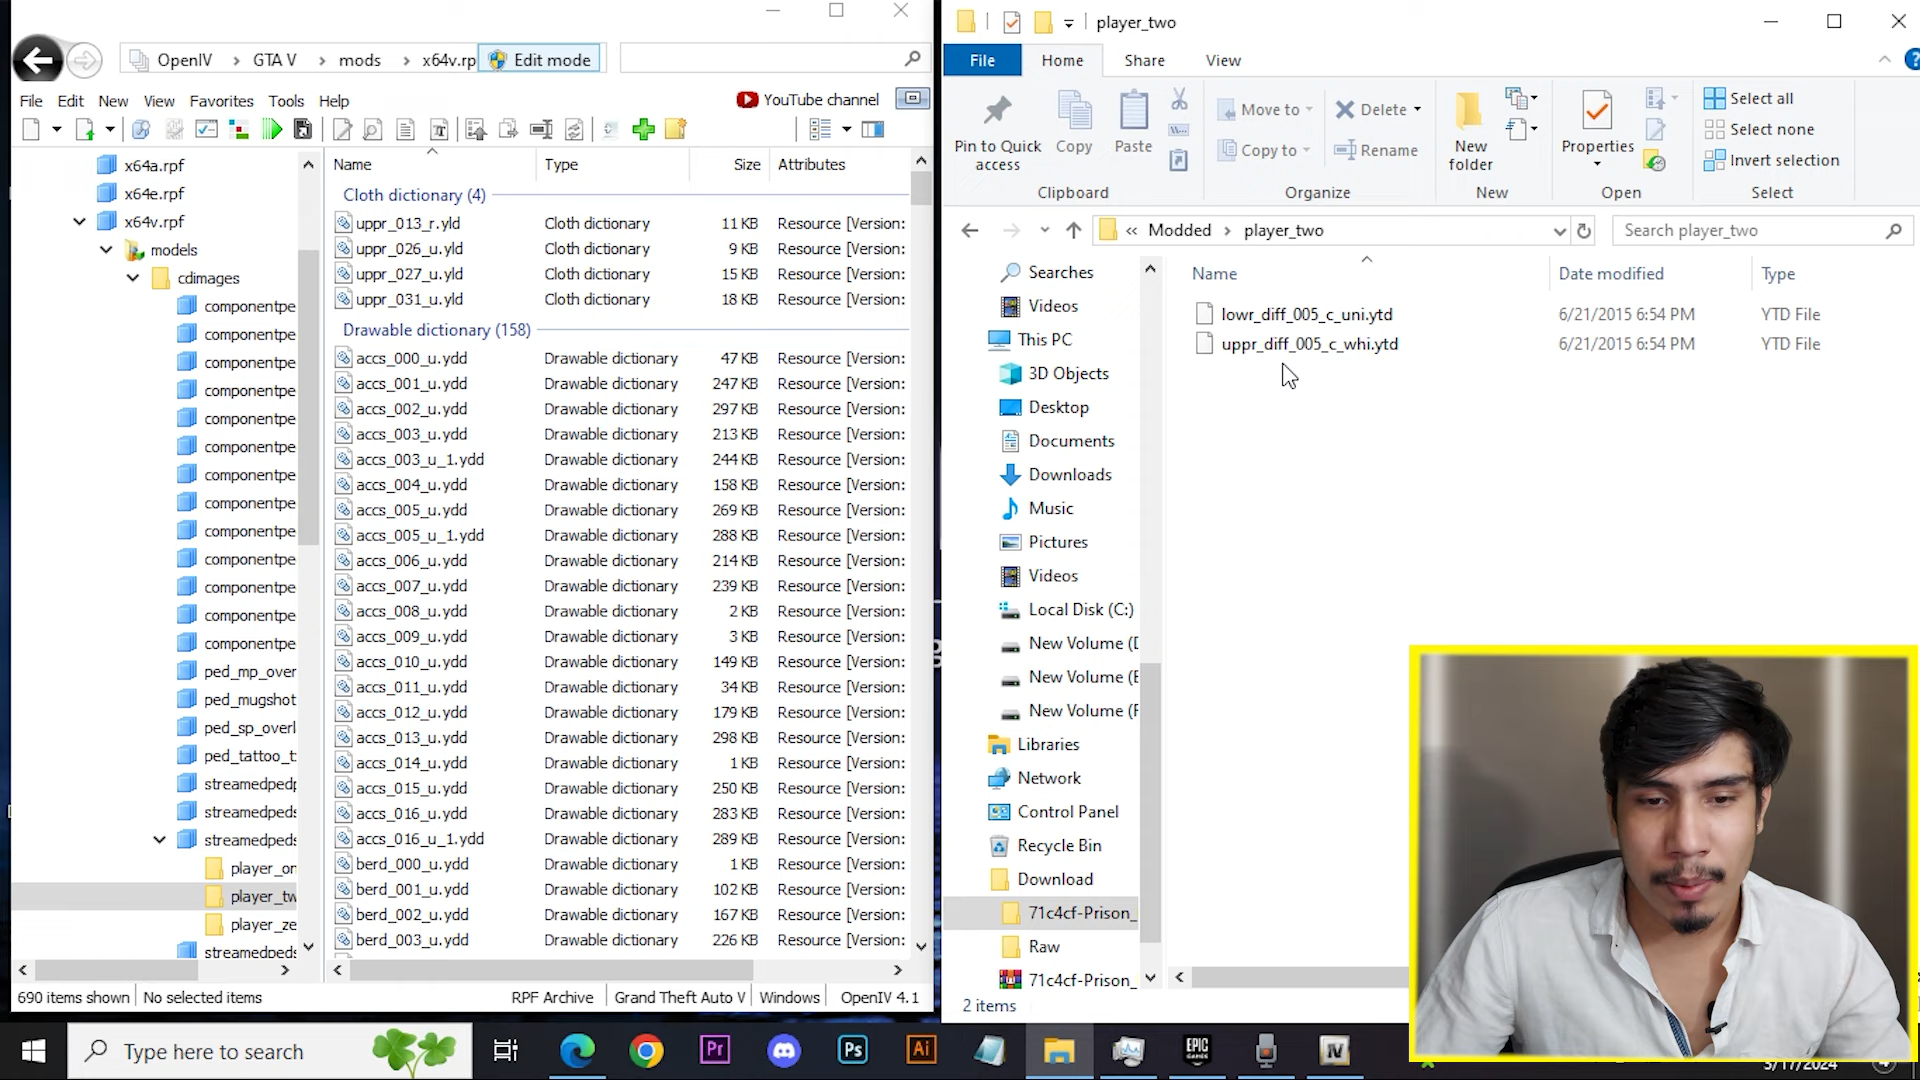 OpenIV > GTA V > mods > x64v.rp
Edit mode
File Edit New View Favorites Tools Help
YouTube channel
x64a.rpf
x64e.rpf
x64v.rpf
models
cdimages
componentpe
componentpe
componentpe
componentpe
componentpe
componentpe
componentpe
componentpe
componentpe
componentpe
componentpe
componentpe
componentpe
ped_mp_over
ped_mugshot
ped_sp_overl
ped_tattoo_t
streamedpedp
streamedpeds
streamedpeds
player_on
player_tw
player_ze
streamedpeds
Name Type Size Attributes
Cloth dictionary (4)
uppr_013_r.yld Cloth dictionary 11 KB Resource [Version:
uppr_026_u.yld Cloth dictionary 9 KB Resource [Version:
uppr_027_u.yld Cloth dictionary 15 KB Resource [Version:
uppr_031_u.yld Cloth dictionary 18 KB Resource [Version:
Drawable dictionary (158)
accs_000_u.ydd Drawable dictionary 47 KB Resource [Version:
accs_001_u.ydd Drawable dictionary 247 KB Resource [Version:
accs_002_u.ydd Drawable dictionary 297 KB Resource [Version:
accs_003_u.ydd Drawable dictionary 213 KB Resource [Version:
accs_003_u_1.ydd Drawable dictionary 244 KB Resource [Version:
accs_004_u.ydd Drawable dictionary 158 KB Resource [Version:
accs_005_u.ydd Drawable dictionary 269 KB Resource [Version:
accs_005_u_1.ydd Drawable dictionary 288 KB Resource [Version:
accs_006_u.ydd Drawable dictionary 214 KB Resource [Version:
accs_007_u.ydd Drawable dictionary 239 KB Resource [Version:
accs_008_u.ydd Drawable dictionary 2 KB Resource [Version:
accs_009_u.ydd Drawable dictionary 3 KB Resource [Version:
accs_010_u.ydd Drawable dictionary 149 KB Resource [Version:
accs_011_u.ydd Drawable dictionary 34 KB Resource [Version:
accs_012_u.ydd Drawable dictionary 179 KB Resource [Version:
accs_013_u.ydd Drawable dictionary 298 KB Resource [Version:
accs_014_u.ydd Drawable dictionary 1 KB Resource [Version:
accs_015_u.ydd Drawable dictionary 250 KB Resource [Version:
accs_016_u.ydd Drawable dictionary 283 KB Resource [Version:
accs_016_u_1.ydd Drawable dictionary 289 KB Resource [Version:
berd_000_u.ydd Drawable dictionary 1 KB Resource [Version:
berd_001_u.ydd Drawable dictionary 102 KB Resource [Version:
berd_002_u.ydd Drawable dictionary 167 KB Resource [Version:
berd_003_u.ydd Drawable dictionary 226 KB Resource [Version:
690 items shown No selected items RPF Archive Grand Theft Auto V Windows OpenIV 4.1
player_two
File Home Share View
Pin to Quick access
Copy
Paste
Clipboard
Move to
Copy to
Delete
Rename
Organize
New folder
New
Properties
Open
Select all
Select none
Invert selection
Select
« Modded > player_two
Search player_two
Searches
Videos
This PC
3D Objects
Desktop
Documents
Downloads
Music
Pictures
Videos
Local Disk (C:)
New Volume (D
New Volume (E
New Volume (F
Libraries
Network
Control Panel
Recycle Bin
Download
71c4cf-Prison_
Raw
71c4cf-Prison_
Name Date modified Type
lowr_diff_005_c_uni.ytd 6/21/2015 6:54 PM YTD File
uppr_diff_005_c_whi.ytd 6/21/2015 6:54 PM YTD File
2 items
Type here to search
Pr
Ps
Ai
EPIC GAMES
IV
3/17/2024